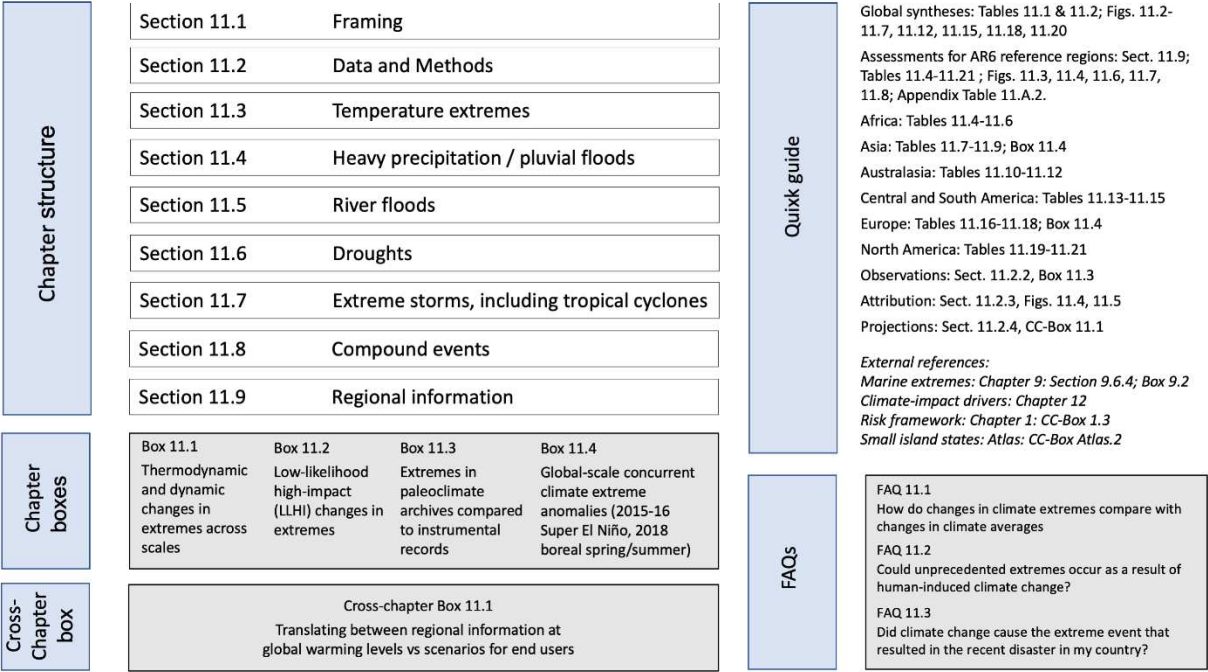 Chapter structure
Section 11.1 Framing
Section 11.2 Data and Methods
Section 11.3 Temperature extremes
Section 11.4 Heavy precipitation / pluvial floods
Section 11.5 River floods
Section 11.6 Droughts
Section 11.7 Extreme storms, including tropical cyclones
Section 11.8 Compound events
Section 11.9 Regional information
Chapter
boxes
Box 11.1
Thermodynamic
and dynamic
changes in
extremes across
scales
Box 11.2
Low-likelihood
high-impact
(LLHI) changes in
extremes
Box 11.3
Extremes in
paleoclimate
archives compared
to instrumental
records
Box 11.4
Global-scale concurrent
climate extreme
anomalies (2015-16
Super El Niño, 2018
boreal spring/summer)
Cross-
Chapter
box
Cross-chapter Box 11.1
Translating between regional information at
global warming levels vs scenarios for end users
Quixk guide
Global syntheses: Tables 11.1 & 11.2; Figs. 11.2-
11.7, 11.12, 11.15, 11.18, 11.20
Assessments for AR6 reference regions: Sect. 11.9;
Tables 11.4-11.21 ; Figs. 11.3, 11.4, 11.6, 11.7,
11.8; Appendix Table 11.A.2.
Africa: Tables 11.4-11.6
Asia: Tables 11.7-11.9; Box 11.4
Australasia: Tables 11.10-11.12
Central and South America: Tables 11.13-11.15
Europe: Tables 11.16-11.18; Box 11.4
North America: Tables 11.19-11.21
Observations: Sect. 11.2.2, Box 11.3
Attribution: Sect. 11.2.3, Figs. 11.4, 11.5
Projections: Sect. 11.2.4, CC-Box 11.1
External references:
Marine extremes: Chapter 9: Section 9.6.4; Box 9.2
Climate-impact drivers: Chapter 12
Risk framework: Chapter 1: CC-Box 1.3
Small island states: Atlas: CC-Box Atlas.2
FAQs
FAQ 11.1
How do changes in climate extremes compare with
changes in climate averages
FAQ 11.2
Could unprecedented extremes occur as a result of
human-induced climate change?
FAQ 11.3
Did climate change cause the extreme event that
resulted in the recent disaster in my country?